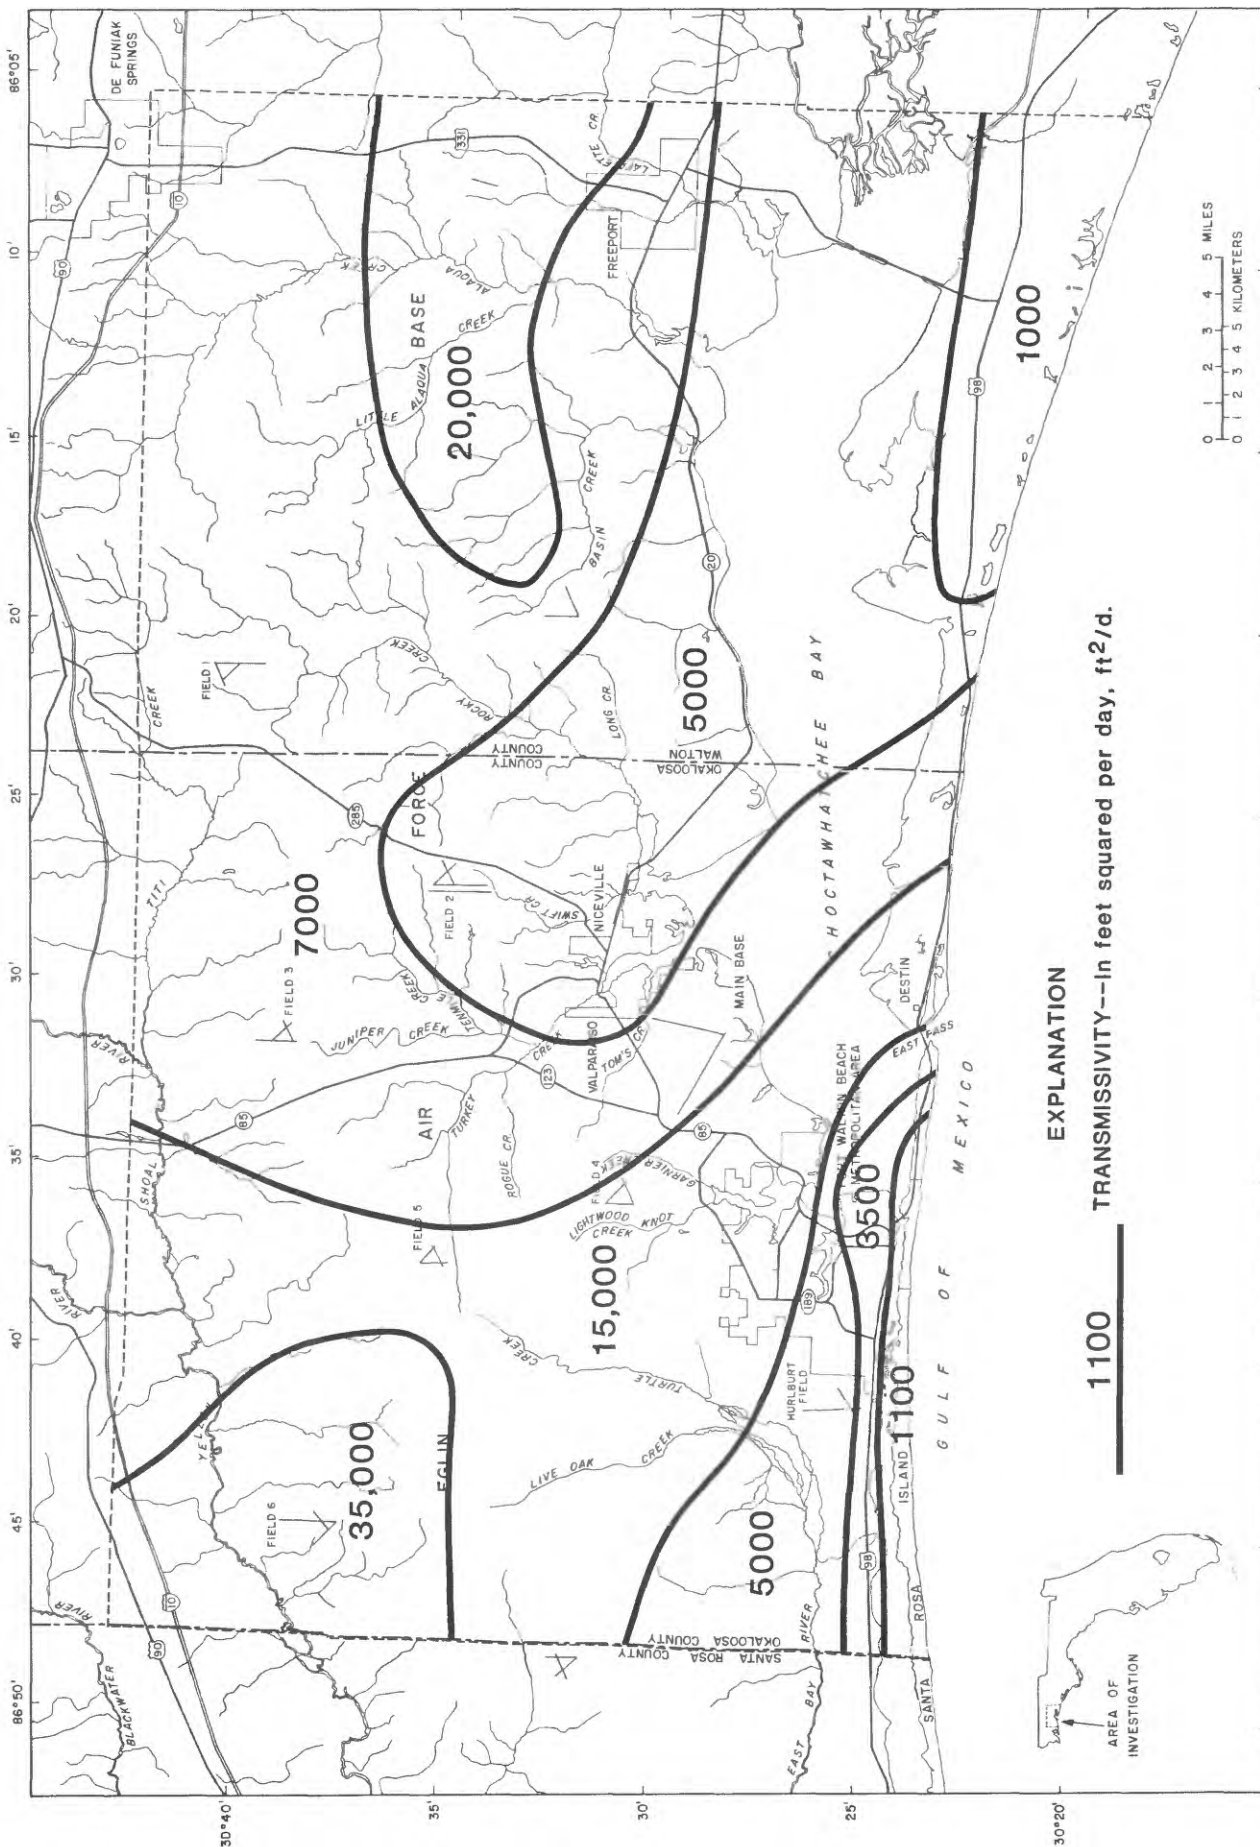 86°50'
45'
40'
35'
30'
25'
20'
15'
10'
86°05'
30°40'
35'
30'
25'
30°20'
BLACKWATER
RIVER
90
10
RIVER
YELLOW
SHOAL
RIVER
TITI
CREEK
85
285
90
10
331
DE FUNIAK
SPRINGS
FIELD 6
35,000
EGLIN
FIELD 5
AIR
FIELD 3
7000
JUNIPER CREEK
TENMILE CREEK
FIELD 2
FORCE
FIELD 1
ROCKY
CREEK
20,000
BASE
LITTLE ALAQUA CREEK
ALAQUA
CREEK
SANTA ROSA COUNTY
OKALOOSA COUNTY
LIVE OAK CREEK
TURTLE CREEK
15,000
LIGHTWOOD KNOT
CREEK
FIELD 4
GARNIER CREEK
ROGUE CR.
TURKEY CREEK
123
TOM'S CR.
VALPARAISO
NICEVILLE
SWIFT CR.
OKALOOSA COUNTY
WALTON COUNTY
LONG CR.
BASIN CREEK
FREEPORT
LAFAYETTE CR.
5000
20
EAST BAY RIVER
5000
HURLBURT
FIELD
189
85
WALTON BEACH
METROPOLITAN AREA
3500
MAIN BASE
DESTIN
EAST PASS
CHOCTAWHATCHEE BAY
98
98
1000
SANTA ROSA ISLAND
1100
GULF OF MEXICO
AREA OF
INVESTIGATION
EXPLANATION
1100 TRANSMISSIVITY--In feet squared per day, ft²/d.
0 1 2 3 4 5 MILES
0 1 2 3 4 5 KILOMETERS